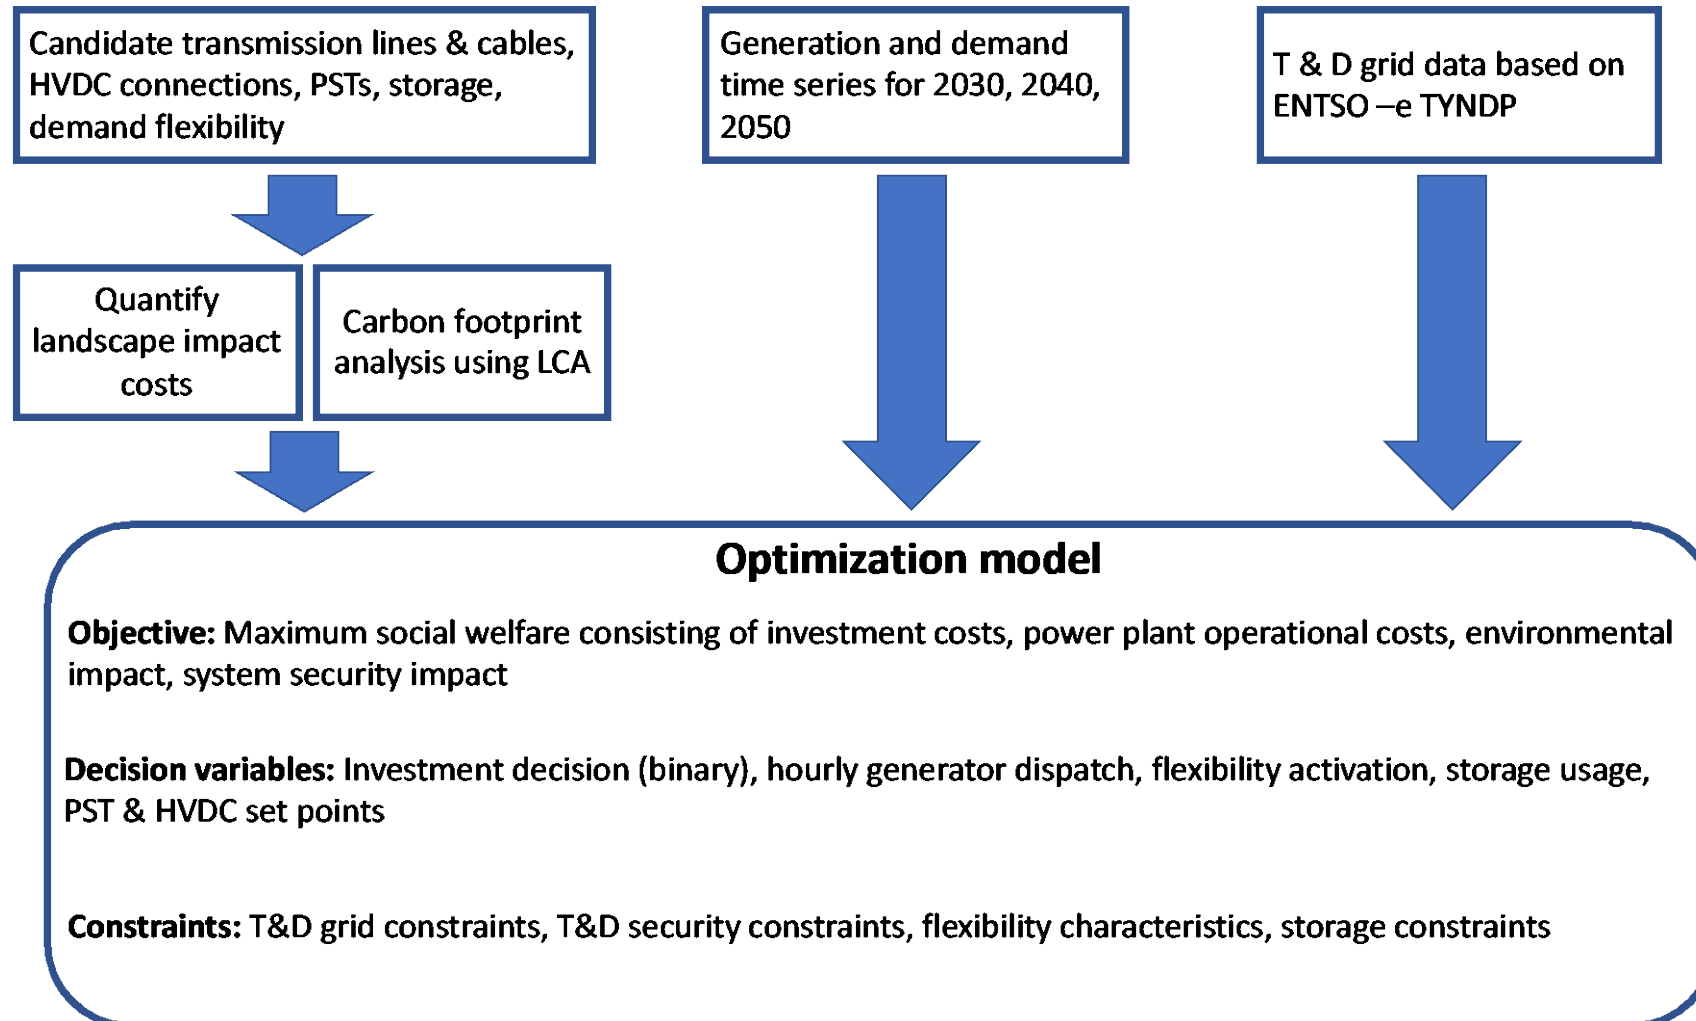 Candidate transmission lines & cables,
HVDC connections, PSTs, storage,
demand flexibility
Generation and demand
time series for 2030, 2040,
2050
T & D grid data based on
ENTSO –e TYNDP
Quantify
landscape impact
costs
Carbon footprint
analysis using LCA
Optimization model
Objective: Maximum social welfare consisting of investment costs, power plant operational costs, environmental
impact, system security impact
Decision variables: Investment decision (binary), hourly generator dispatch, flexibility activation, storage usage,
PST & HVDC set points
Constraints: T&D grid constraints, T&D security constraints, flexibility characteristics, storage constraints